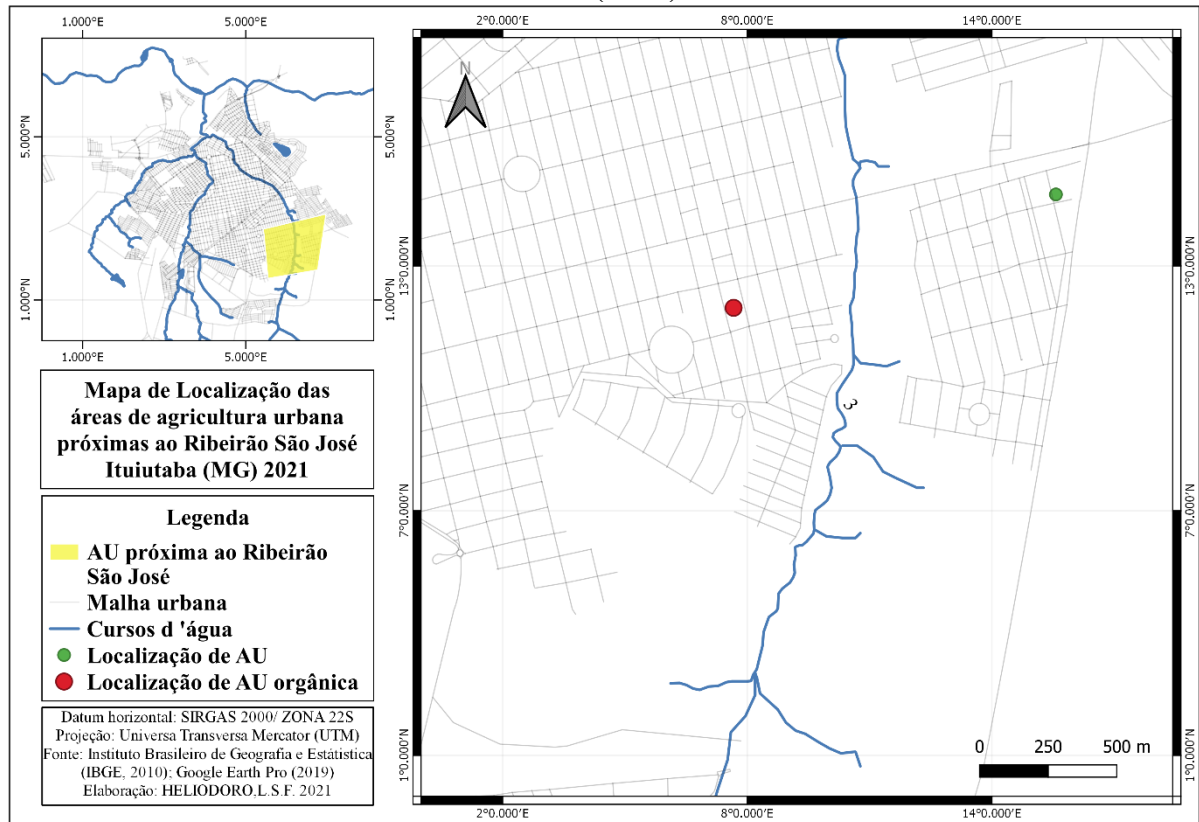 1.000°E
5.000°E
5.000°N
5.000°N
1.000°N
1.000°N
1.000°E
5.000°E
Mapa de Localização das
áreas de agricultura urbana
próximas ao Ribeirão São José
Ituiutaba (MG) 2021
Legenda
AU próxima ao Ribeirão
São José
Malha urbana
Cursos d 'água
Localização de AU
Localização de AU orgânica
Datum horizontal: SIRGAS 2000/ ZONA 22S
Projeção: Universa Transversa Mercator (UTM)
Fonte: Instituto Brasileiro de Geografia e Estátistica
(IBGE, 2010); Google Earth Pro (2019)
Elaboração: HELIODORO,L.S.F. 2021
2°0.000'E
8°0.000'E
14°0.000'E
N
13°0.000'N
13°0.000'N
3
7°0.000'N
7°0.000'N
1°0.000'N
1°0.000'N
0 250 500 m
2°0.000'E
8°0.000'E
14°0.000'E